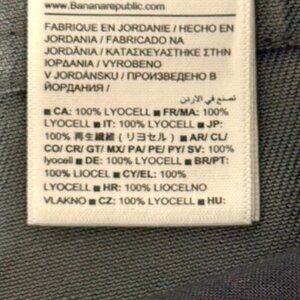 www.Bananarepublic.com
FABRIQUE EN JORDANIE / HECHO EN
JORDANIA / FABRICADO NA
JORDÂNIA / ΚΑΤΑΣΚΕΥΑΣΤΗΚΕ ΣΤΗΝ
ΙΟΡΔΑΝΙΑ / VYROBENO
V JORDÁNSKU / ПРОИЗВЕДЕНО В
ЙОРДАНИЯ /
صنع في الاردن
■ CA: 100% LYOCELL ■ FR/MA: 100%
LYOCELL ■ IT: 100% LYOCELL ■ JP:
100% 再生繊維（リヨセル）■ AR/CL/
CO/CR/GT/MX/PA/PE/PY/SV: 100%
lyocell ■ DE: 100% LYOCELL ■ BR/PT:
100% LIOCEL ■ CY/EL: 100%
LYOCELL ■ HR: 100% LIOCELNO
VLAKNO ■ CZ: 100% LYOCELL ■ HU: